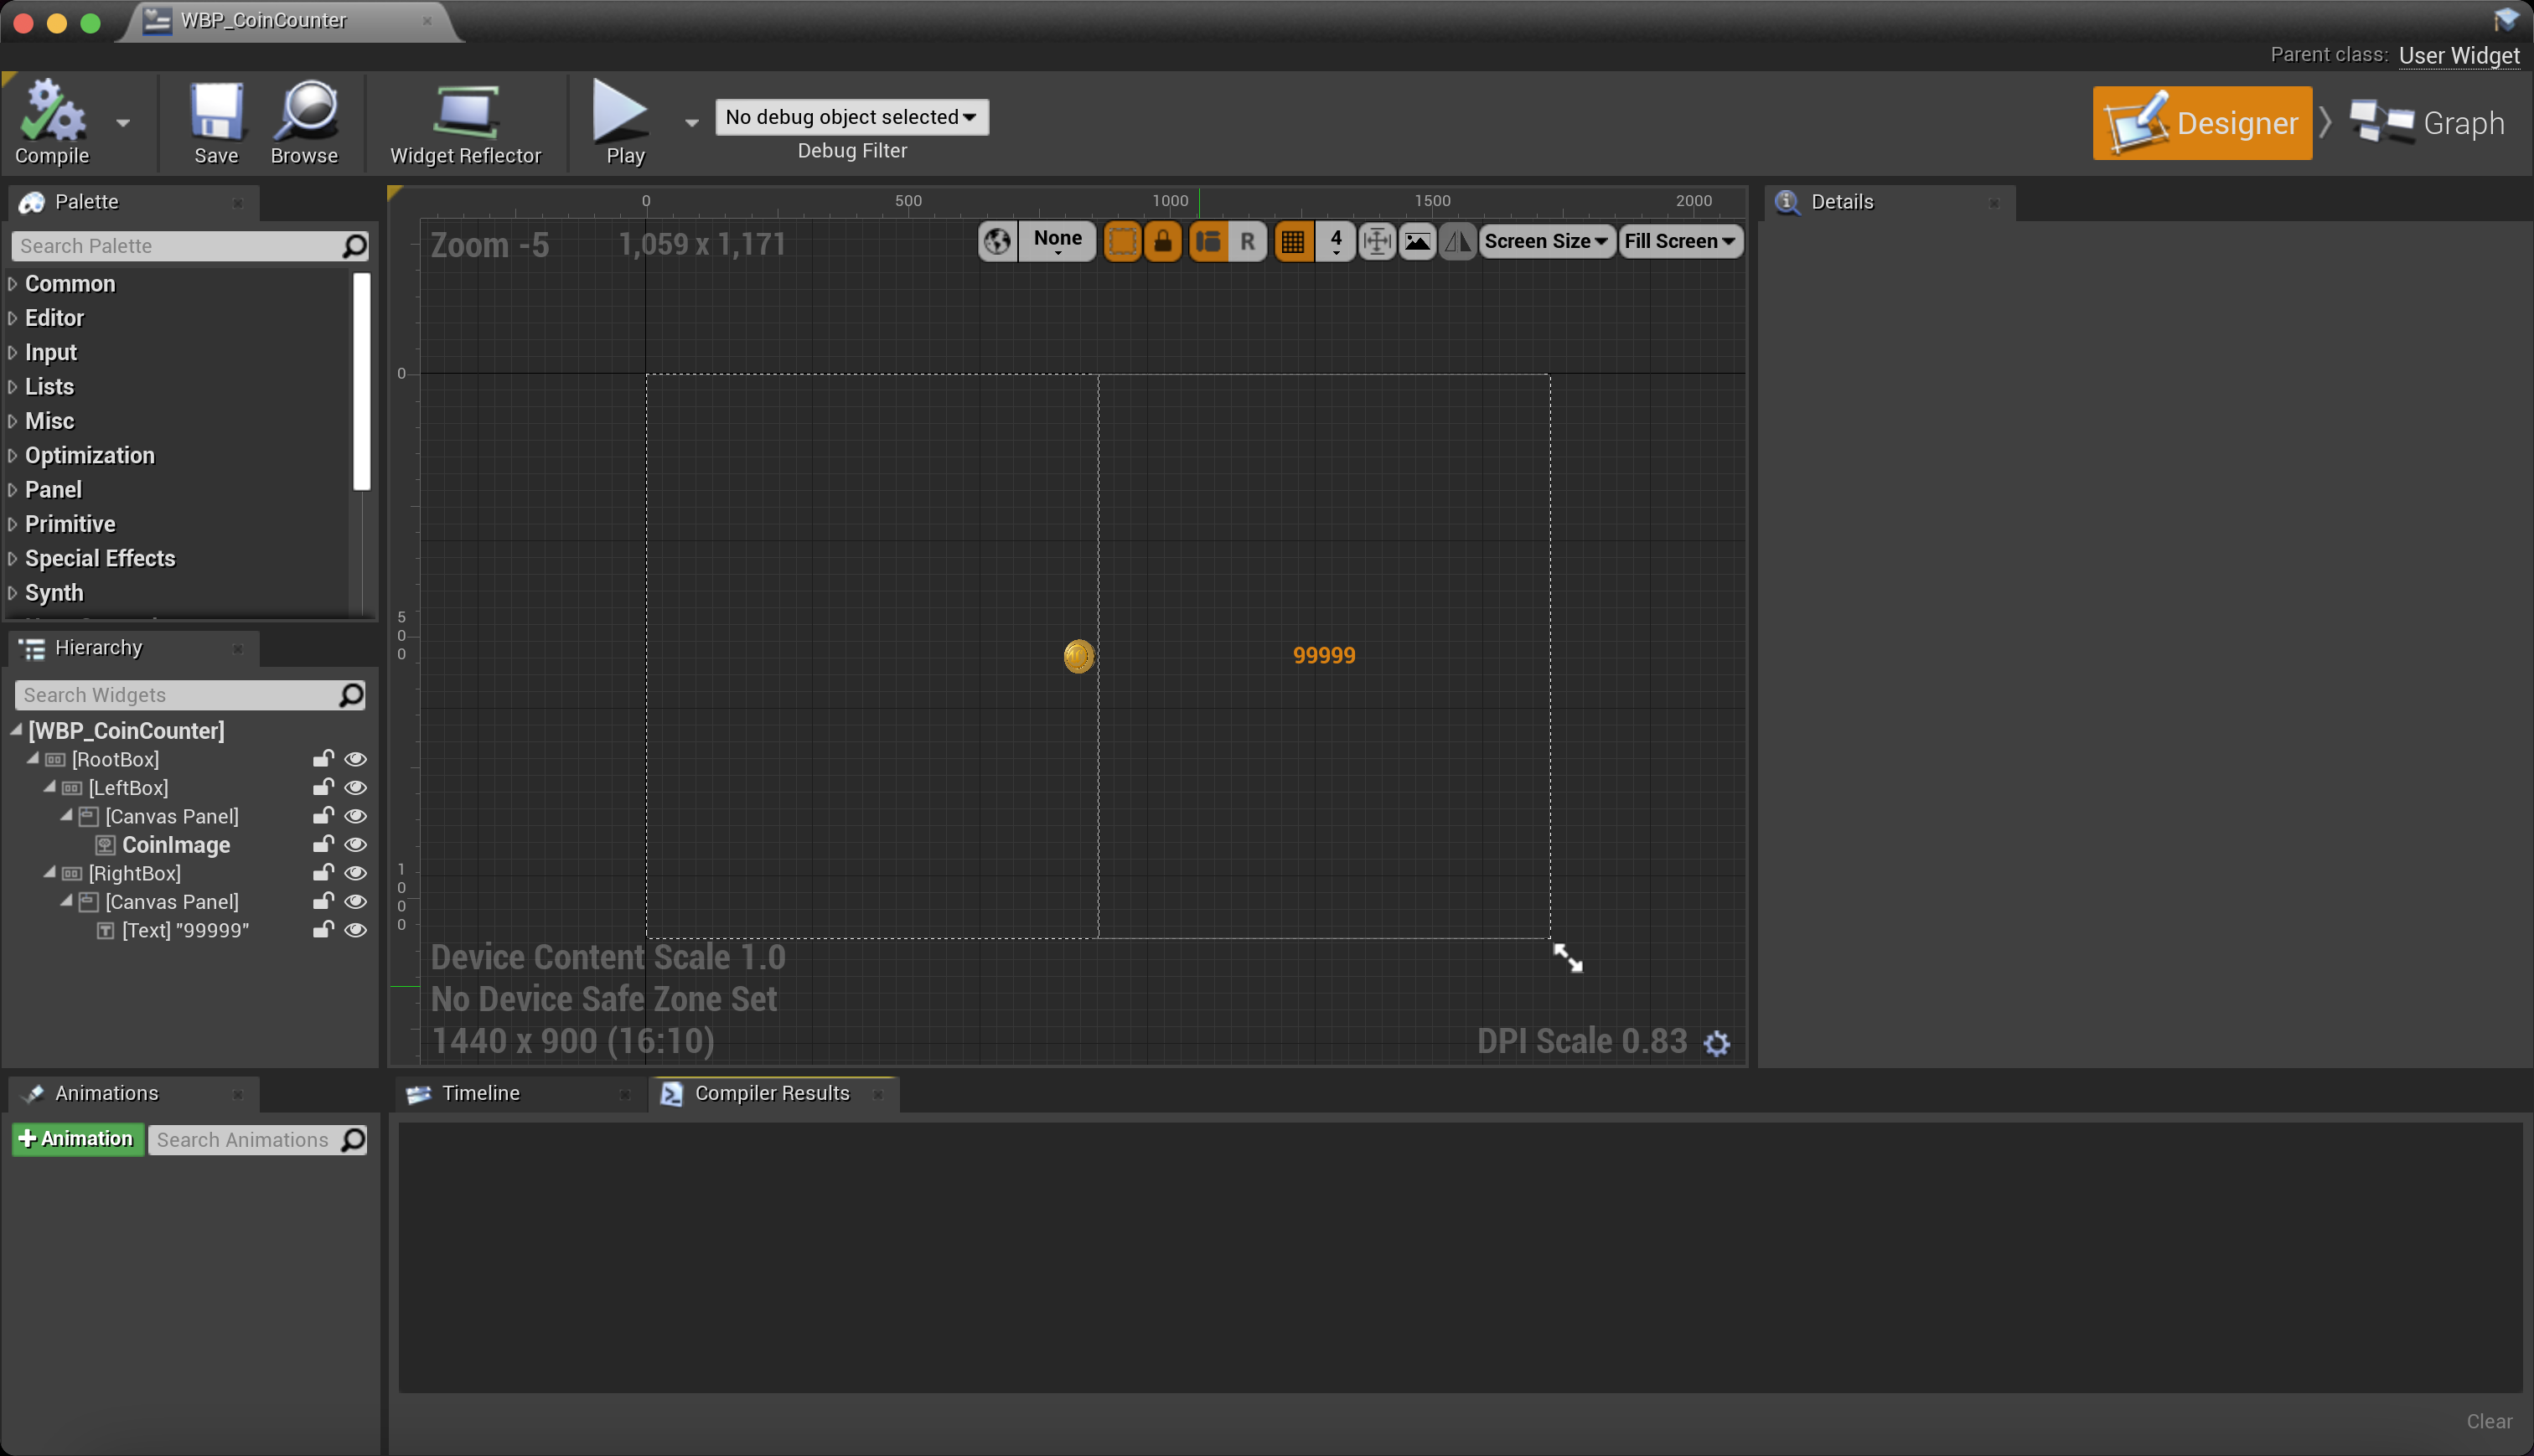 WBP_CoinCounter
Parent class: User Widget
Compile
Save
Browse
Widget Reflector
Play
No debug object selected
Debug Filter
Designer
Graph
Palette
Search Palette
Common
Editor
Input
Lists
Misc
Optimization
Panel
Primitive
Special Effects
Synth
Hierarchy
Search Widgets
[WBP_CoinCounter]
[RootBox]
[LeftBox]
[Canvas Panel]
CoinImage
[RightBox]
[Canvas Panel]
[Text] "99999"
0 500 1000 1500 2000
Zoom -5 1,059 x 1,171
None R 4 Screen Size Fill Screen
0
500
1000
99999
Device Content Scale 1.0
No Device Safe Zone Set
1440 x 900 (16:10)
DPI Scale 0.83
Details
Animations
+ Animation
Search Animations
Timeline
Compiler Results
Clear